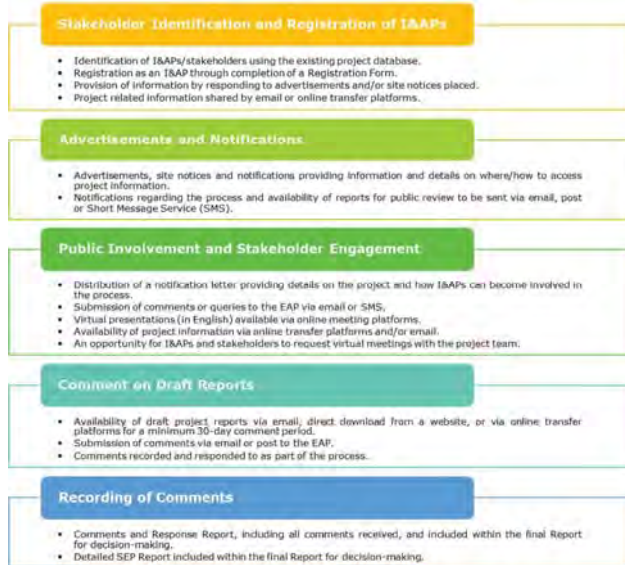 Stakeholder Identification and Registration of I&APs
• Identification of I&APs/stakeholders using the existing project database.
• Registration as an I&AP through completion of a Registration Form.
• Provision of information by responding to advertisements and/or site notices placed.
• Project related information shared by email or online transfer platforms.
Advertisements and Notifications
• Advertisements, site notices and notifications providing information and details on where/how to access
project information.
• Notifications regarding the process and availability of reports for public review to be sent via email, post
or Short Message Service (SMS).
Public Involvement and Stakeholder Engagement
• Distribution of a notification letter providing details on the project and how I&APs can become involved in
the process.
• Submission of comments or queries to the EAP via email or SMS.
• Virtual presentations (in English) available via online meeting platforms.
• Availability of project information via online transfer platforms and/or email.
• An opportunity for I&APs and stakeholders to request virtual meetings with the project team.
Comment on Draft Reports
• Availability of draft project reports via email, direct download from a website, or via online transfer
platforms for a minimum 30-day comment period.
• Submission of comments via email or post to the EAP.
• Comments recorded and responded to as part of the process.
Recording of Comments
• Comments and Response Report, including all comments received, and included within the final Report
for decision-making.
• Detailed SEP Report included within the final Report for decision-making.